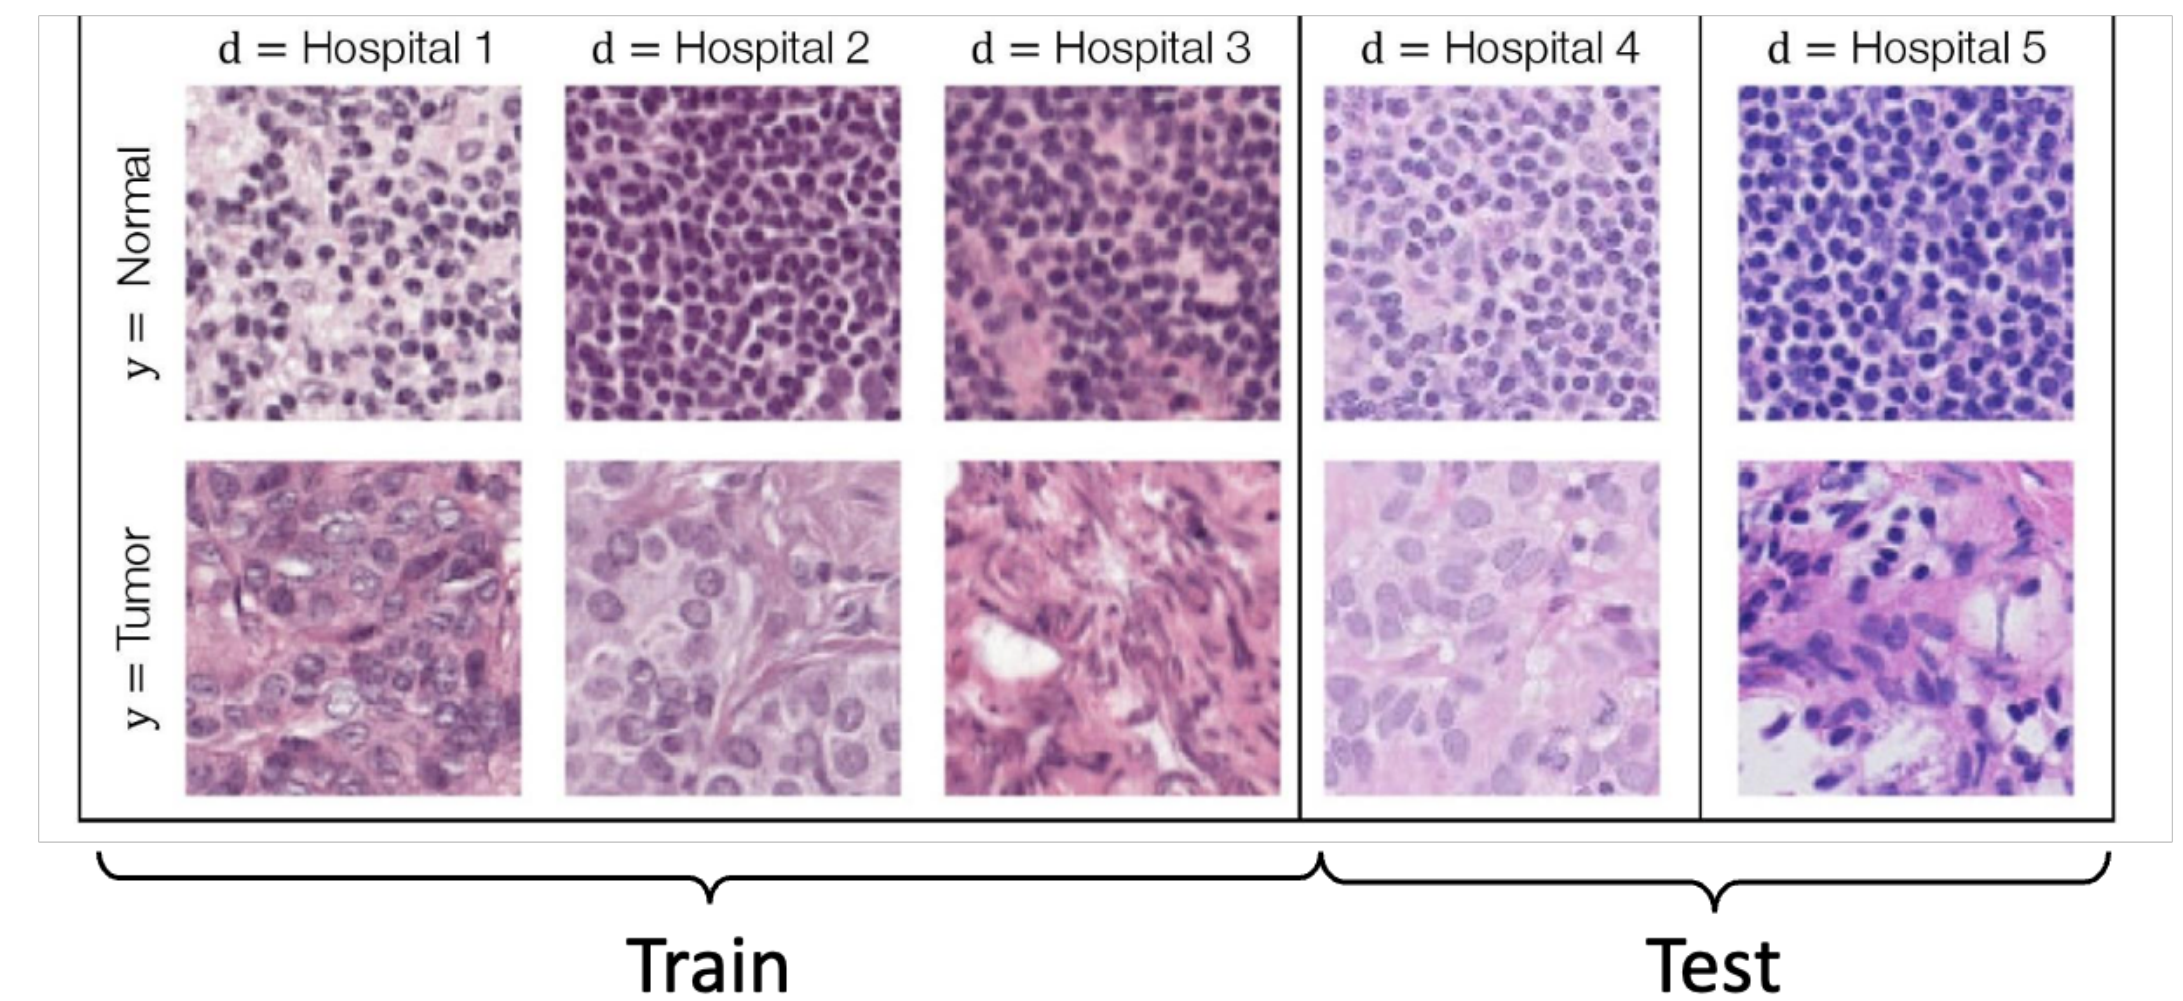 d = Hospital 1
d = Hospital 2
d = Hospital 3
d = Hospital 4
d = Hospital 5
y = Normal
y = Tumor
Train
Test